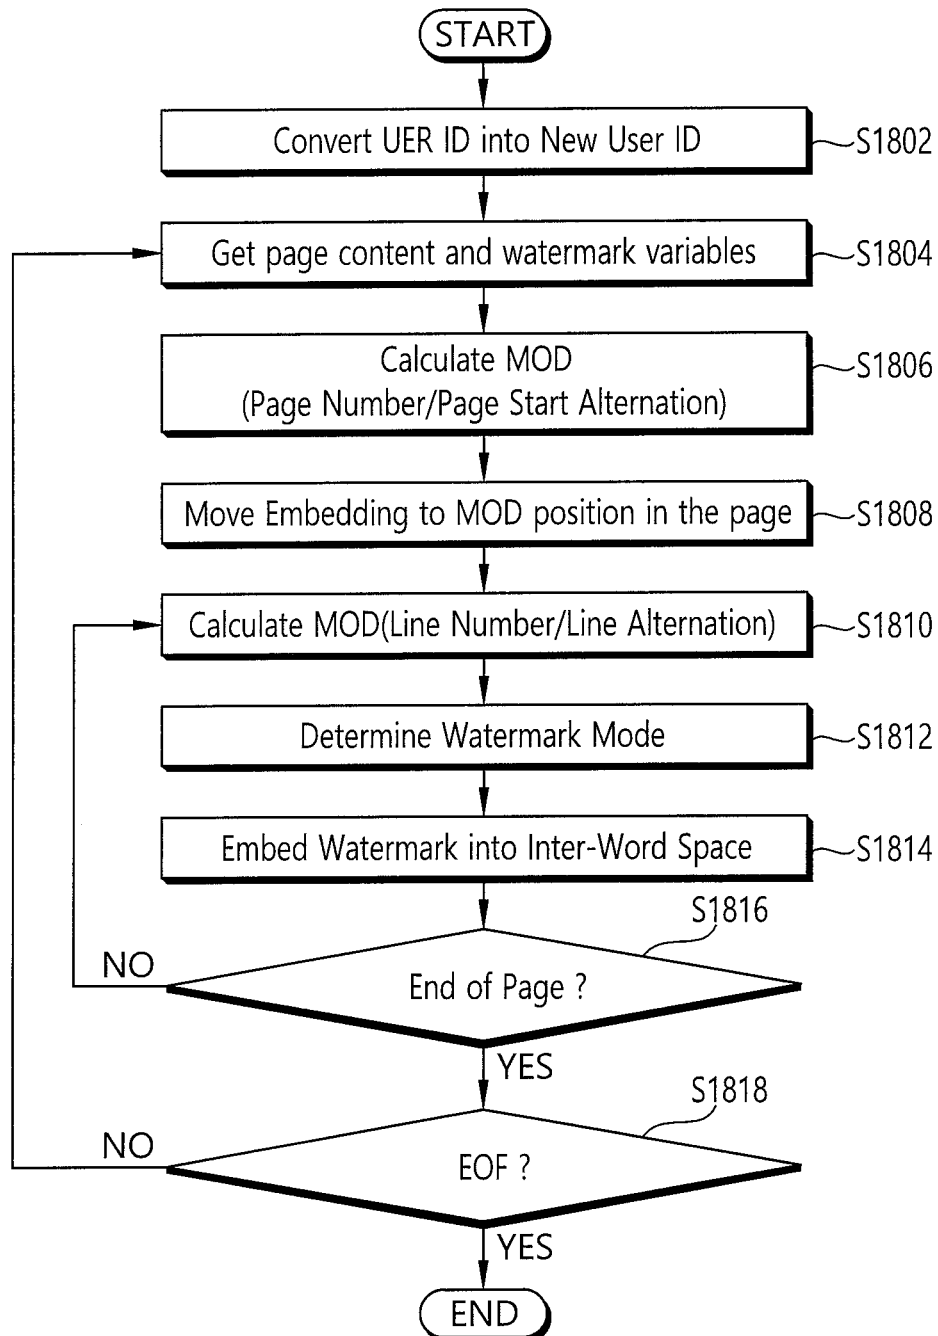 START
Convert UER ID into New User ID
S1802
Get page content and watermark variables
S1804
Calculate MOD
(Page Number/Page Start Alternation)
S1806
Move Embedding to MOD position in the page
S1808
Calculate MOD(Line Number/Line Alternation)
S1810
Determine Watermark Mode
S1812
Embed Watermark into Inter-Word Space
S1814
S1816
NO
End of Page ?
YES
S1818
NO
EOF ?
YES
END